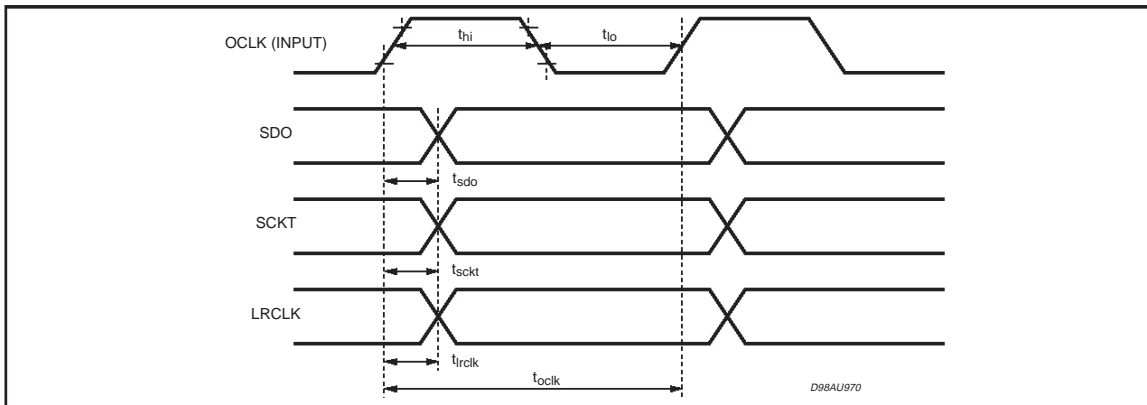 OCLK (INPUT)
thi
tlo
SDO
tsdo
SCKT
tsckt
LRCLK
tlrclk
toclk
D98AU970